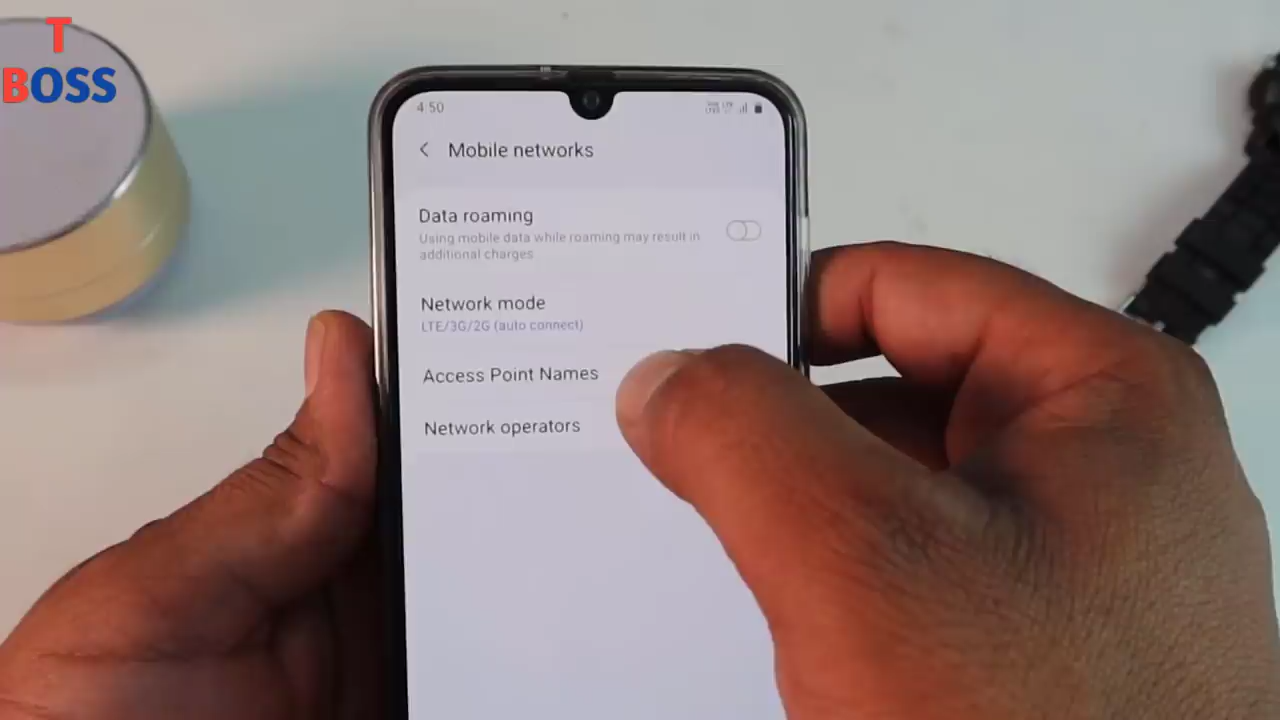 T
BOSS
4:50
Mobile networks
Data roaming
Using mobile data while roaming may result in
additional charges
Network mode
LTE/3G/2G (auto connect)
Access Point Names
Network operators